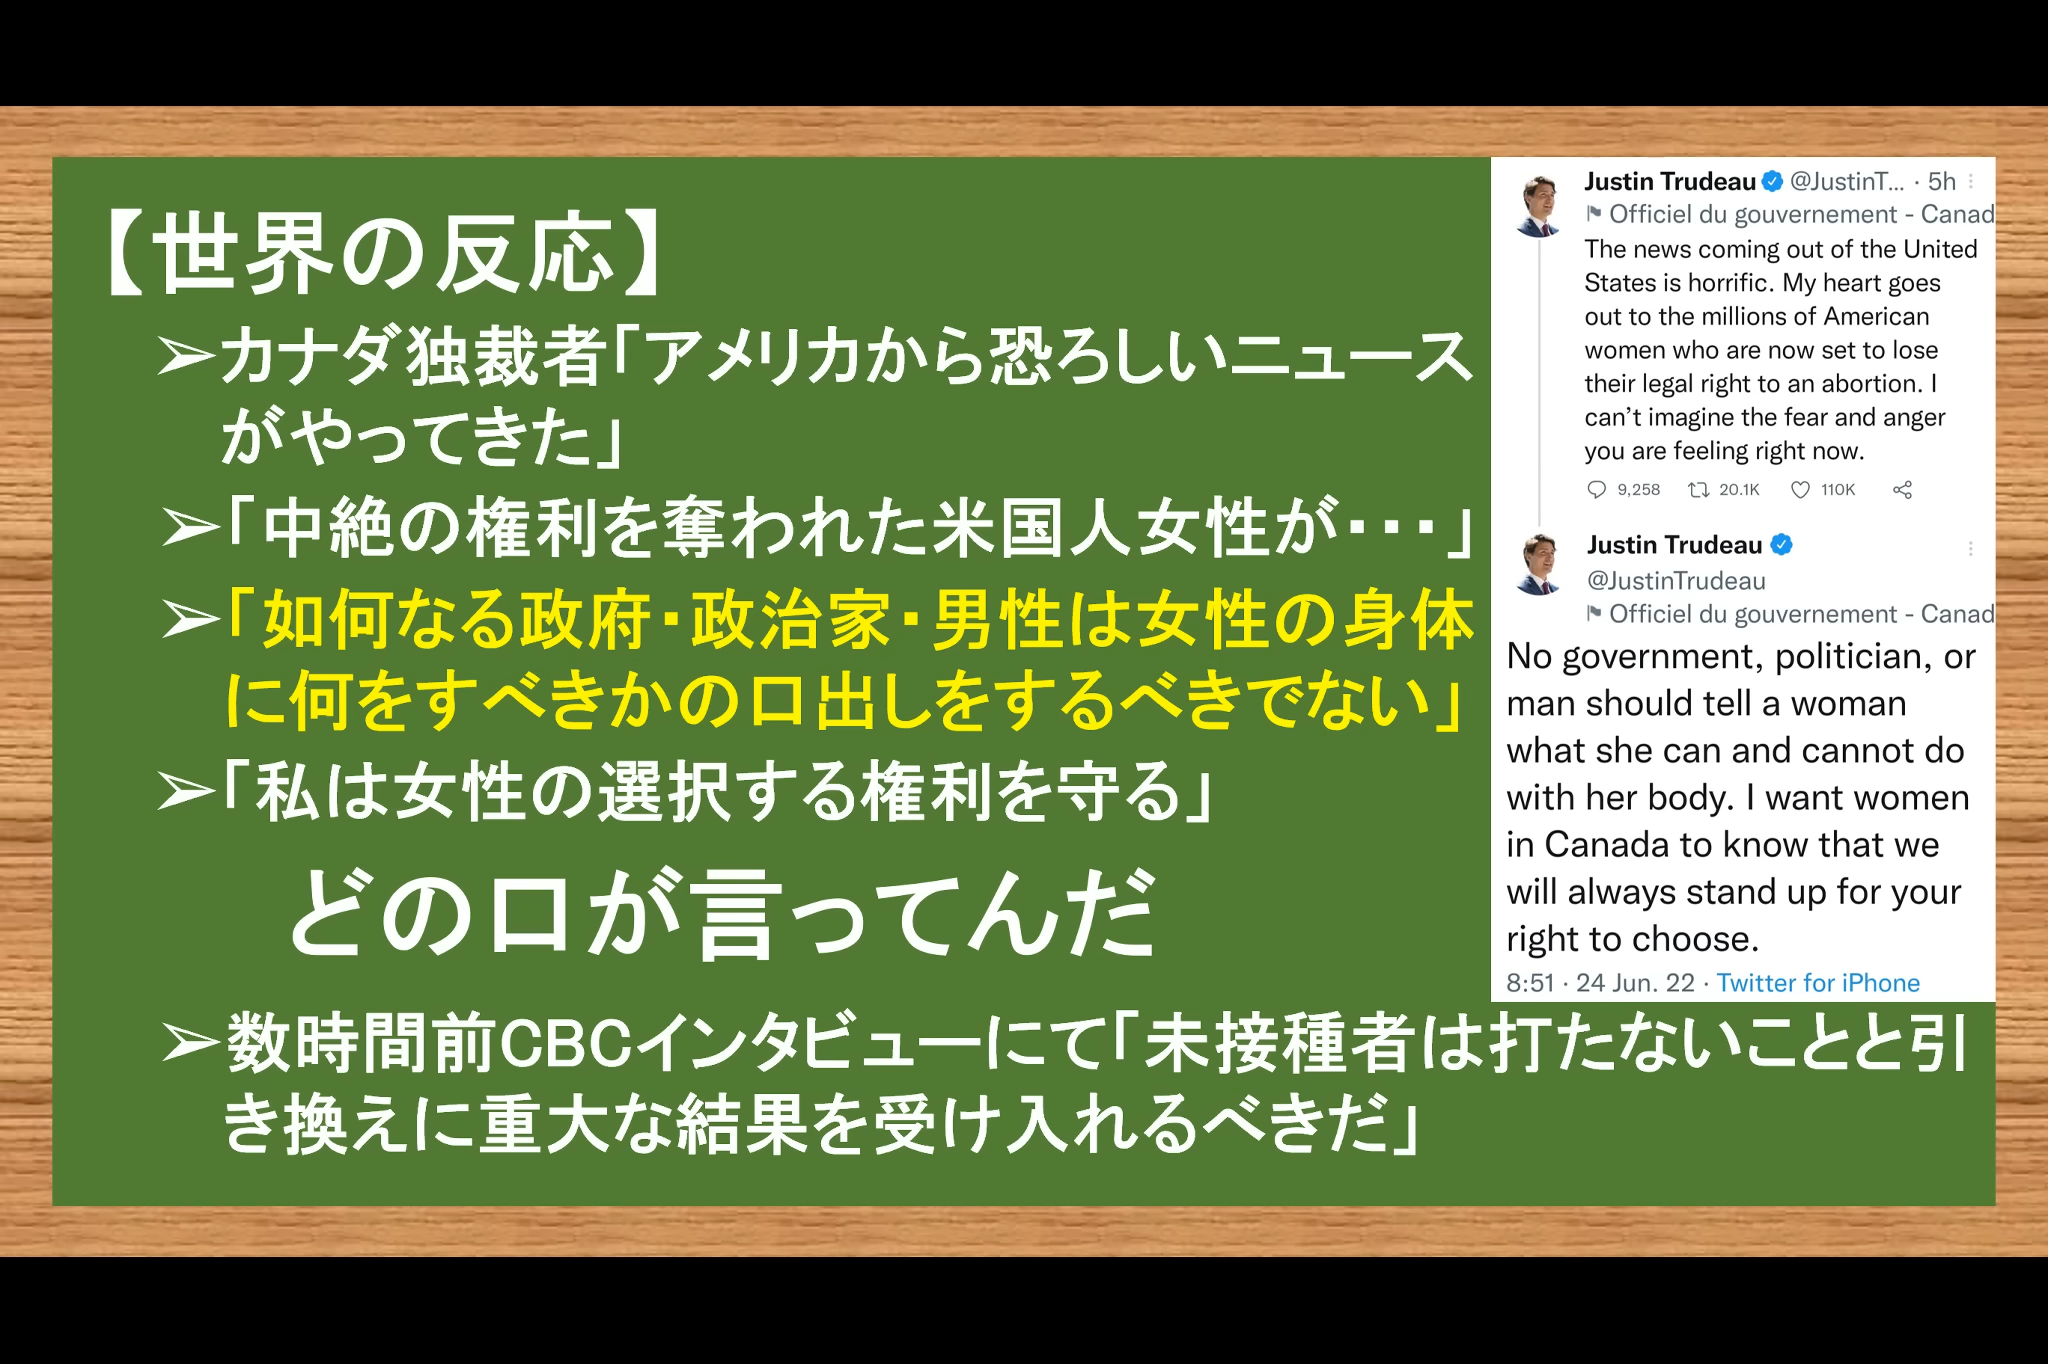 【世界の反応】
➢カナダ独裁者「アメリカから恐ろしいニュース
がやってきた」
➢「中絶の権利を奪われた米国人女性が・・・」
➢「如何なる政府・政治家・男性は女性の身体
に何をすべきかの口出しをするべきでない」
➢「私は女性の選択する権利を守る」
どの口が言ってんだ
➢数時間前CBCインタビューにて「未接種者は打たないことと引
き換えに重大な結果を受け入れるべきだ」
Justin Trudeau @JustinT... · 5h
Officiel du gouvernement - Canad
The news coming out of the United
States is horrific. My heart goes
out to the millions of American
women who are now set to lose
their legal right to an abortion. I
can’t imagine the fear and anger
you are feeling right now.
9,258 20.1K 110K
Justin Trudeau
@JustinTrudeau
Officiel du gouvernement - Canad
No government, politician, or
man should tell a woman
what she can and cannot do
with her body. I want women
in Canada to know that we
will always stand up for your
right to choose.
8:51 · 24 Jun. 22 · Twitter for iPhone